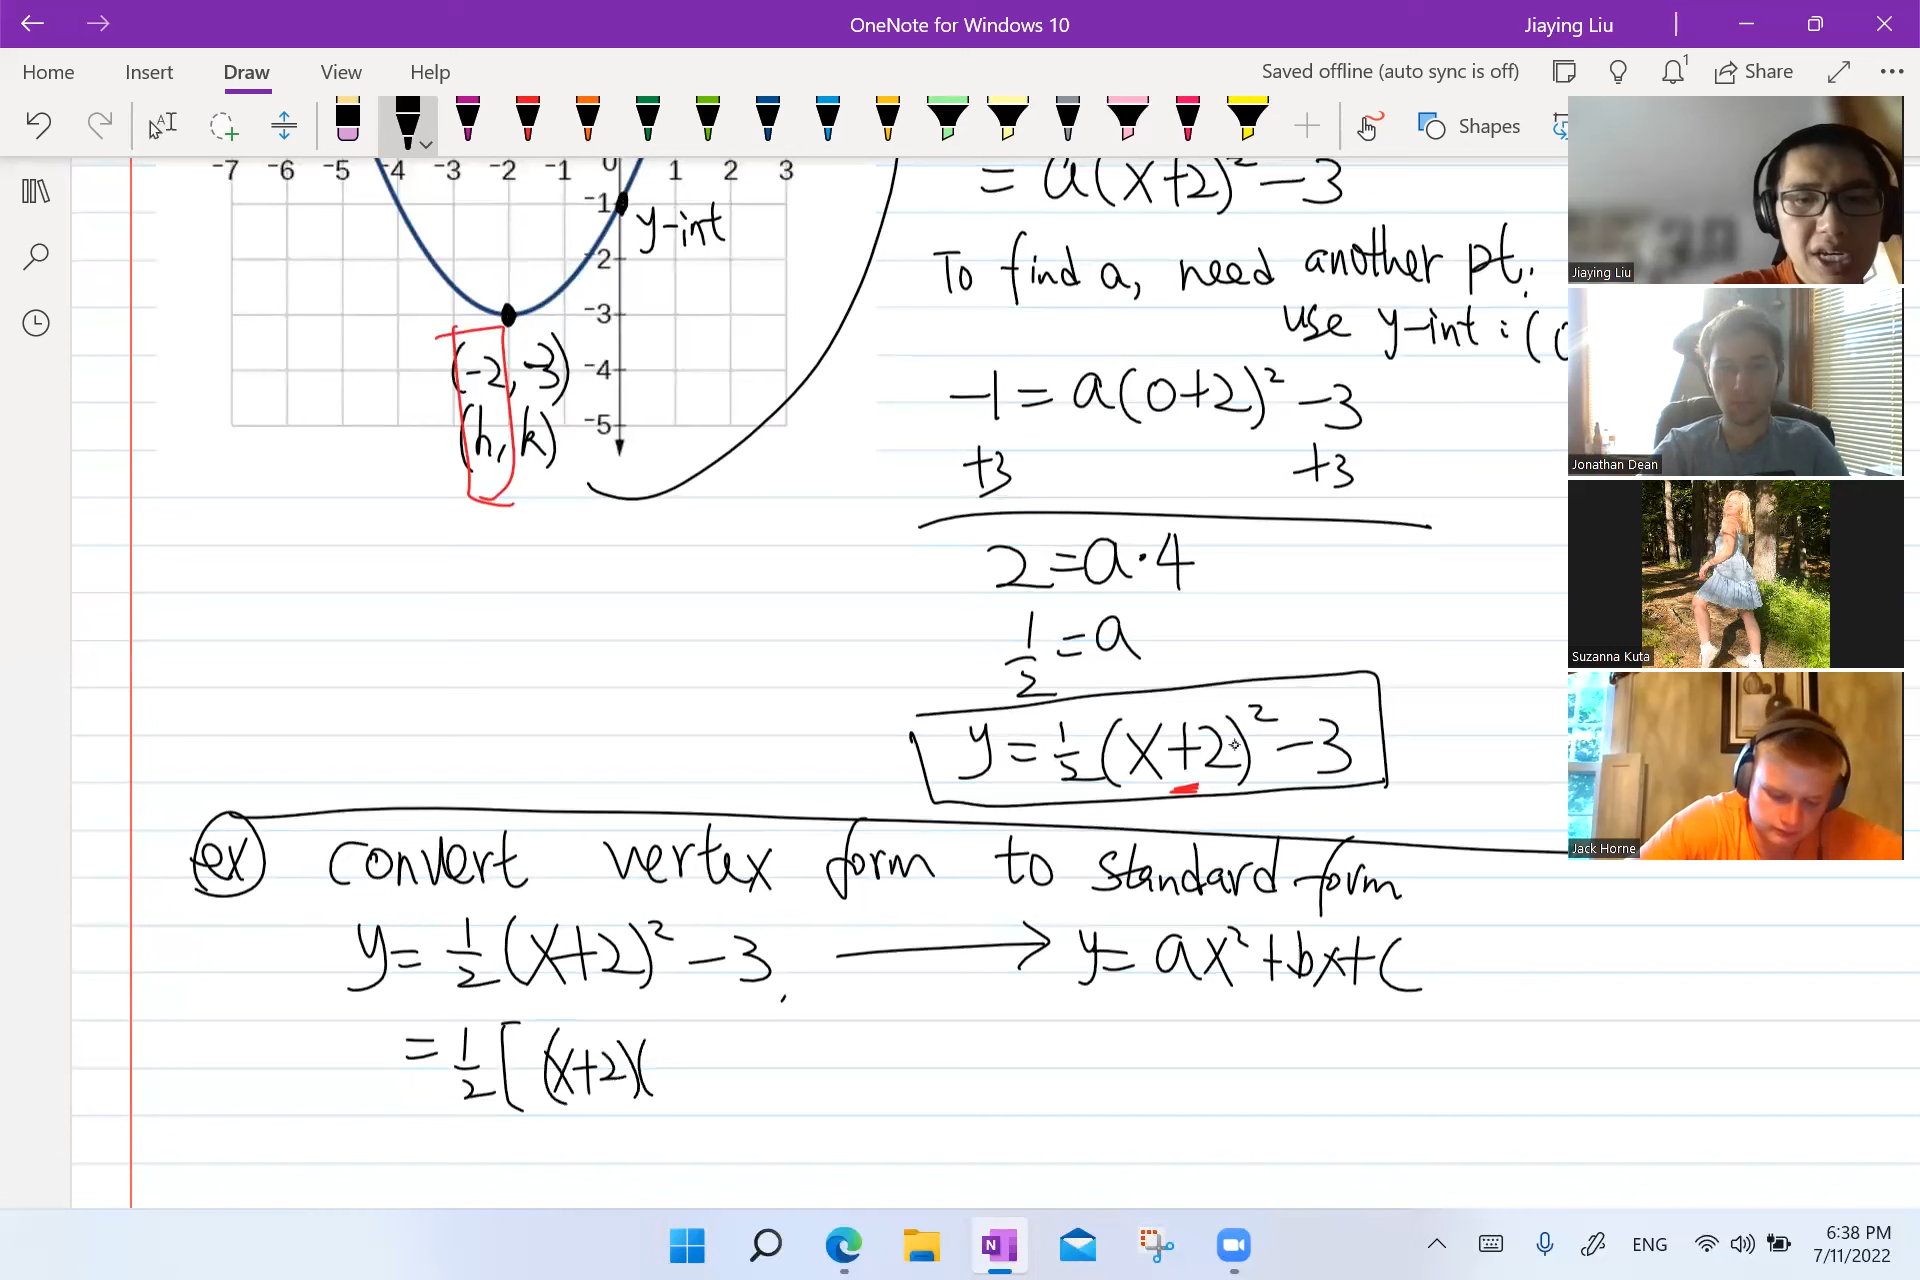 OneNote for Windows 10
Jiaying Liu
Home Insert Draw View Help
Saved offline (auto sync is off)
1
Share
Shapes
-7 -6 -5 -4 -3 -2 -1 0 1 2 3
-1
y-int
-2
-3
-4
-5
(-2, -3)
(h, k)
= a(x+2)² - 3
To find a, need another pt.
use y-int : (
-1 = a(0+2)² - 3
+3 +3
2 = a·4
1/2 = a
y = 1/2 (x+2)² - 3
ex convert vertex form to standard form
y = 1/2 (x+2)² - 3 → y = ax² + bx + c
= 1/2 [ (x+2)(
Jiaying Liu
Jonathan Dean
Suzanna Kuta
Jack Horne
ENG
6:38 PM
7/11/2022